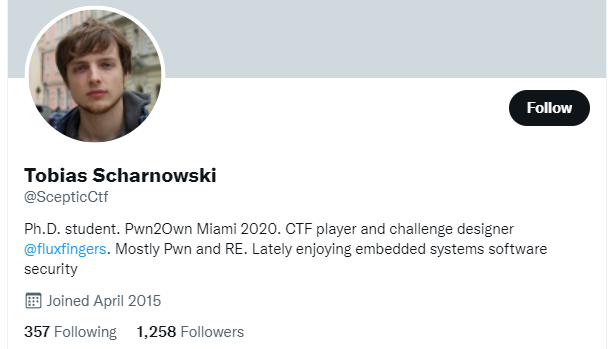 Follow
Tobias Scharnowski
@ScepticCtf
Ph.D. student. Pwn2Own Miami 2020. CTF player and challenge designer
@fluxfingers. Mostly Pwn and RE. Lately enjoying embedded systems software
security
Joined April 2015
357 Following 1,258 Followers